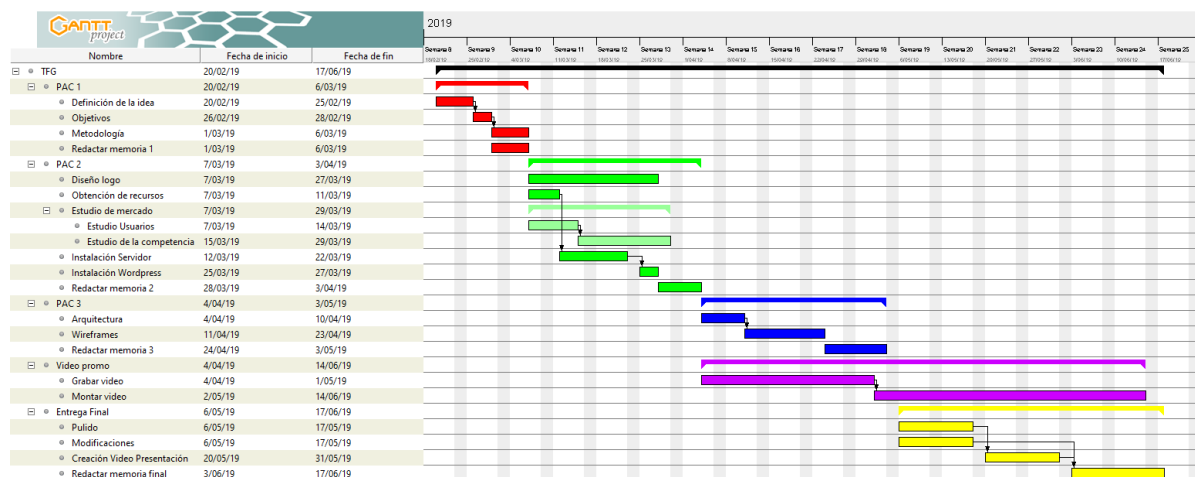 GANTT
project
2019
Nombre Fecha de inicio Fecha de fin
Semana 8 Semana 9 Semana 10 Semana 11 Semana 12 Semana 13 Semana 14 Semana 15 Semana 16 Semana 17 Semana 18 Semana 19 Semana 20 Semana 21 Semana 22 Semana 23 Semana 24 Semana 25
TFG 20/02/19 17/06/19
PAC 1 20/02/19 6/03/19
Definición de la idea 20/02/19 25/02/19
Objetivos 26/02/19 28/02/19
Metodología 1/03/19 6/03/19
Redactar memoria 1 1/03/19 6/03/19
PAC 2 7/03/19 3/04/19
Diseño logo 7/03/19 27/03/19
Obtención de recursos 7/03/19 11/03/19
Estudio de mercado 7/03/19 29/03/19
Estudio Usuarios 7/03/19 14/03/19
Estudio de la competencia 15/03/19 29/03/19
Instalación Servidor 12/03/19 22/03/19
Instalación Wordpress 25/03/19 27/03/19
Redactar memoria 2 28/03/19 3/04/19
PAC 3 4/04/19 3/05/19
Arquitectura 4/04/19 10/04/19
Wireframes 11/04/19 23/04/19
Redactar memoria 3 24/04/19 3/05/19
Video promo 4/04/19 14/06/19
Grabar video 4/04/19 1/05/19
Montar video 2/05/19 14/06/19
Entrega Final 6/05/19 17/06/19
Pulido 6/05/19 17/05/19
Modificaciones 6/05/19 17/05/19
Creación Video Presentación 20/05/19 31/05/19
Redactar memoria final 3/06/19 17/06/19